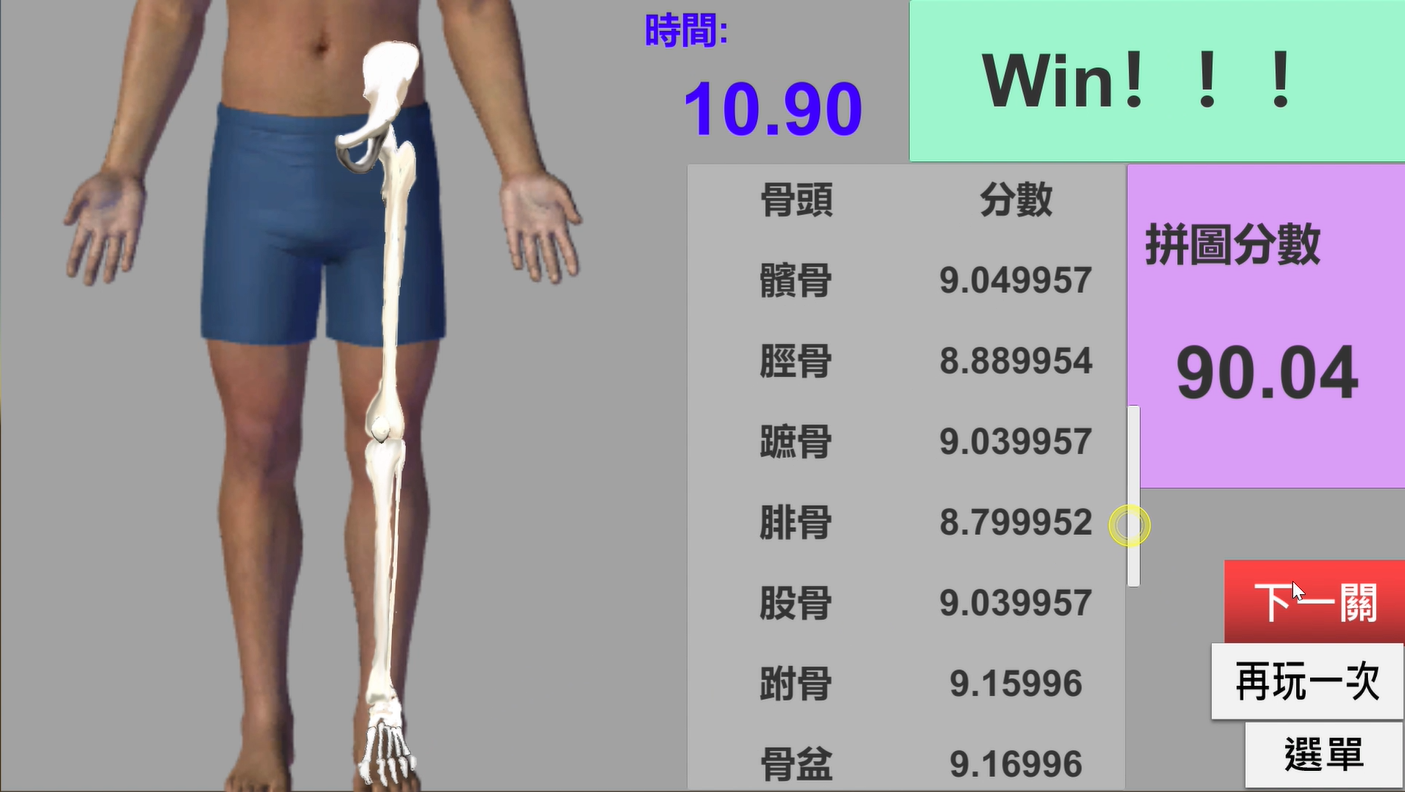 時間:
10.90
Win！！！
骨頭 分數
髕骨 9.049957
脛骨 8.889954
蹠骨 9.039957
腓骨 8.799952
股骨 9.039957
跗骨 9.15996
骨盆 9.16996
拼圖分數
90.04
下一關
再玩一次
選單